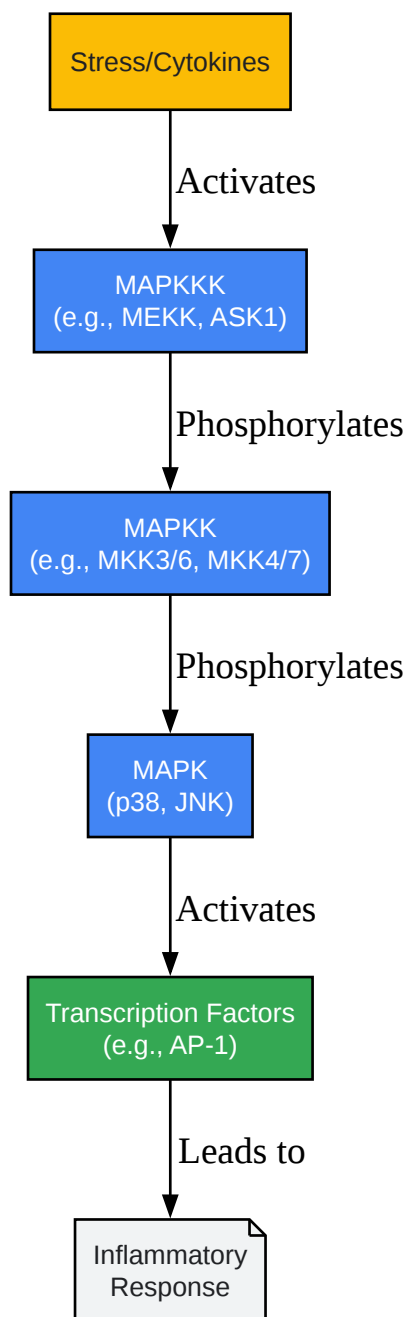 Stress/Cytokines
Activates
MAPKKK
(e.g., MEKK, ASK1)
Phosphorylates
MAPKK
(e.g., MKK3/6, MKK4/7)
Phosphorylates
MAPK
(p38, JNK)
Activates
Transcription Factors
(e.g., AP-1)
Leads to
Inflammatory
Response